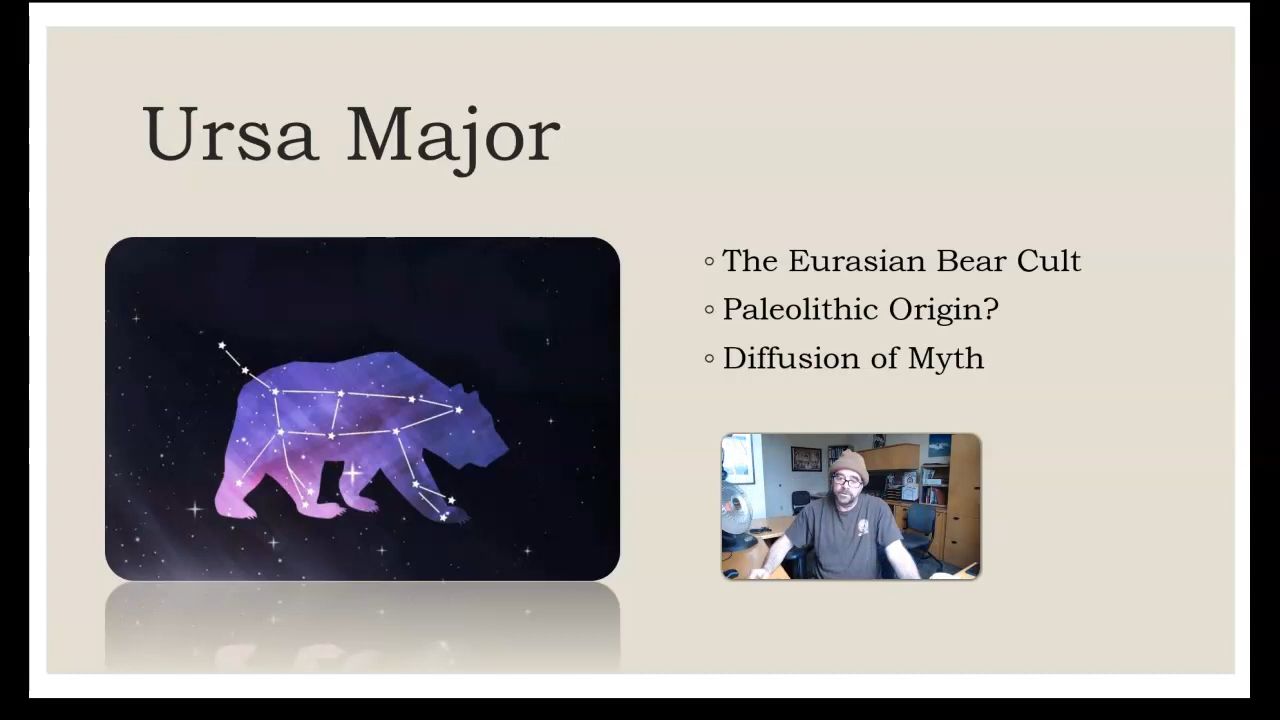 Ursa Major
The Eurasian Bear Cult
Paleolithic Origin?
Diffusion of Myth